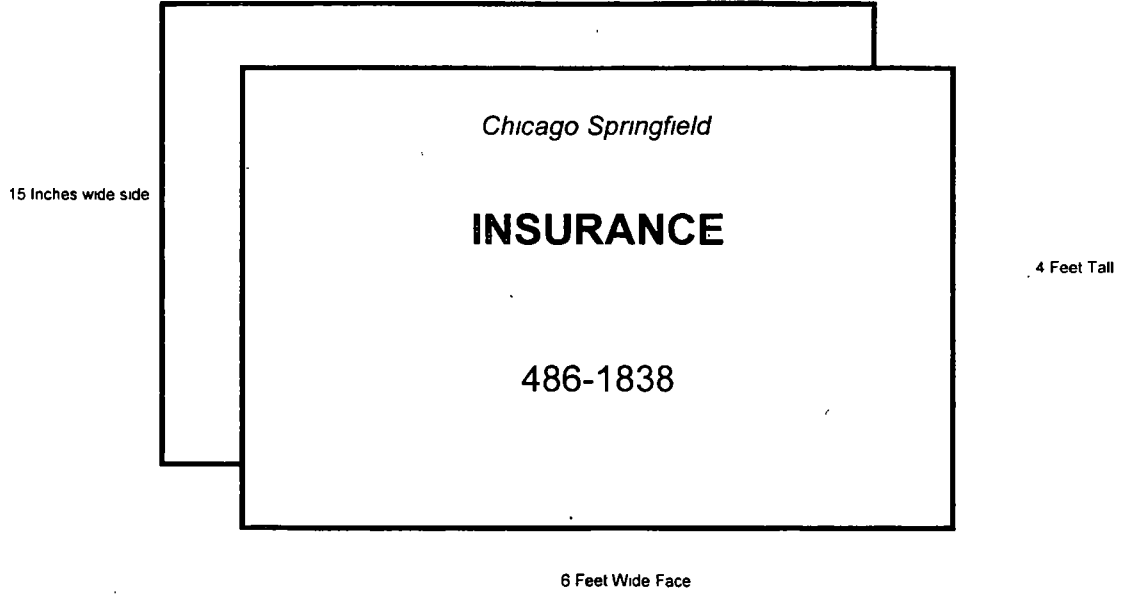 Chicago Springfield
15 Inches wide side
INSURANCE
4 Feet Tall
486-1838
6 Feet Wide Face